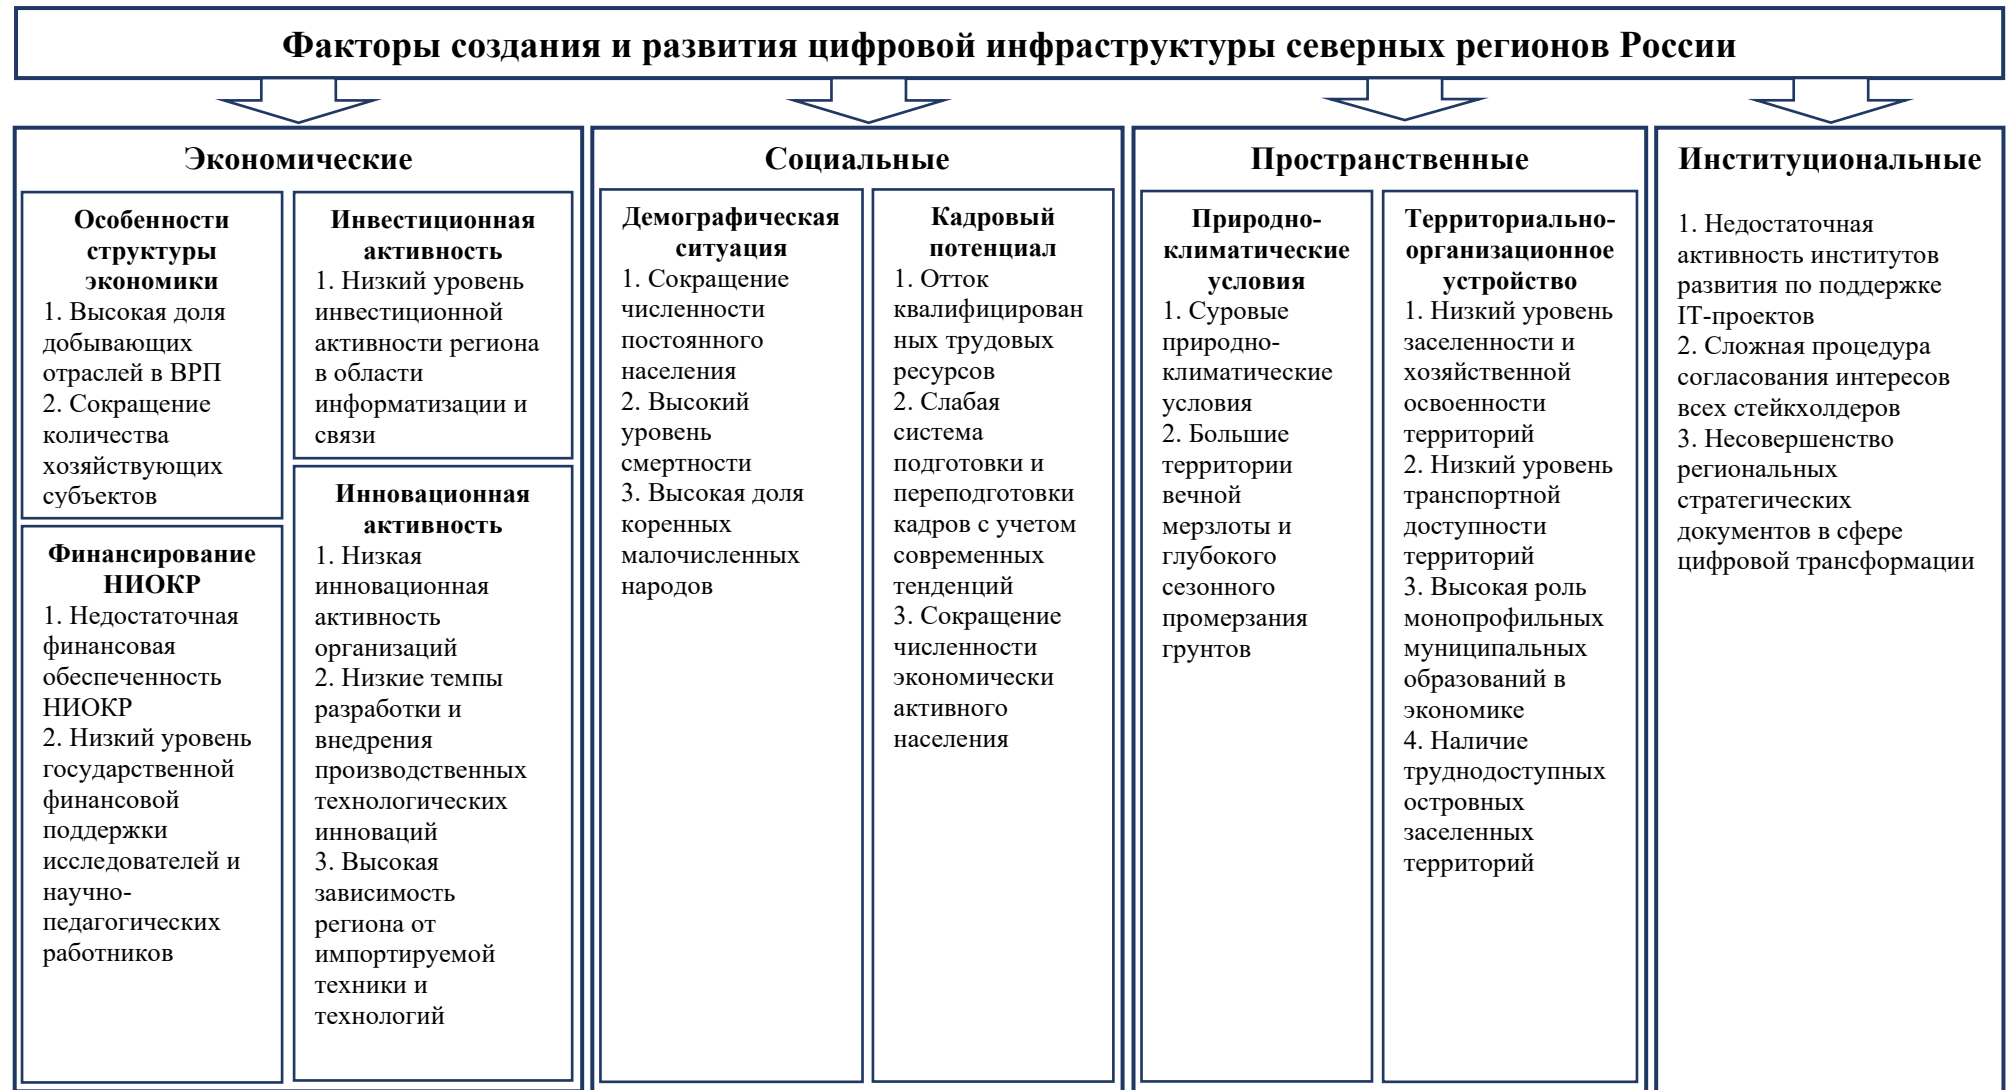 Факторы создания и развития цифровой инфраструктуры северных регионов России
Экономические
Особенности
структуры
экономики
1. Высокая доля
добывающих
отраслей в ВРП
2. Сокращение
количества
хозяйствующих
субъектов
Финансирование
НИОКР
1. Недостаточная
финансовая
обеспеченность
НИОКР
2. Низкий уровень
государственной
финансовой
поддержки
исследователей и
научно-
педагогических
работников
Инвестиционная
активность
1. Низкий уровень
инвестиционной
активности региона
в области
информатизации и
связи
Инновационная
активность
1. Низкая
инновационная
активность
организаций
2. Низкие темпы
разработки и
внедрения
производственных
технологических
инноваций
3. Высокая
зависимость
региона от
импортируемой
техники и
технологий
Социальные
Демографическая
ситуация
1. Сокращение
численности
постоянного
населения
2. Высокий
уровень
смертности
3. Высокая доля
коренных
малочисленных
народов
Кадровый
потенциал
1. Отток
квалифицирован
ных трудовых
ресурсов
2. Слабая
система
подготовки и
переподготовки
кадров с учетом
современных
тенденций
3. Сокращение
численности
экономически
активного
населения
Пространственные
Природно-
климатические
условия
1. Суровые
природно-
климатические
условия
2. Большие
территории
вечной
мерзлоты и
глубокого
сезонного
промерзания
грунтов
Территориально-
организационное
устройство
1. Низкий уровень
заселенности и
хозяйственной
освоенности
территорий
2. Низкий уровень
транспортной
доступности
территорий
3. Высокая роль
монопрофильных
муниципальных
образований в
экономике
4. Наличие
труднодоступных
островных
заселенных
территорий
Институциональные
1. Недостаточная
активность институтов
развития по поддержке
IT-проектов
2. Сложная процедура
согласования интересов
всех стейкхолдеров
3. Несовершенство
региональных
стратегических
документов в сфере
цифровой трансформации